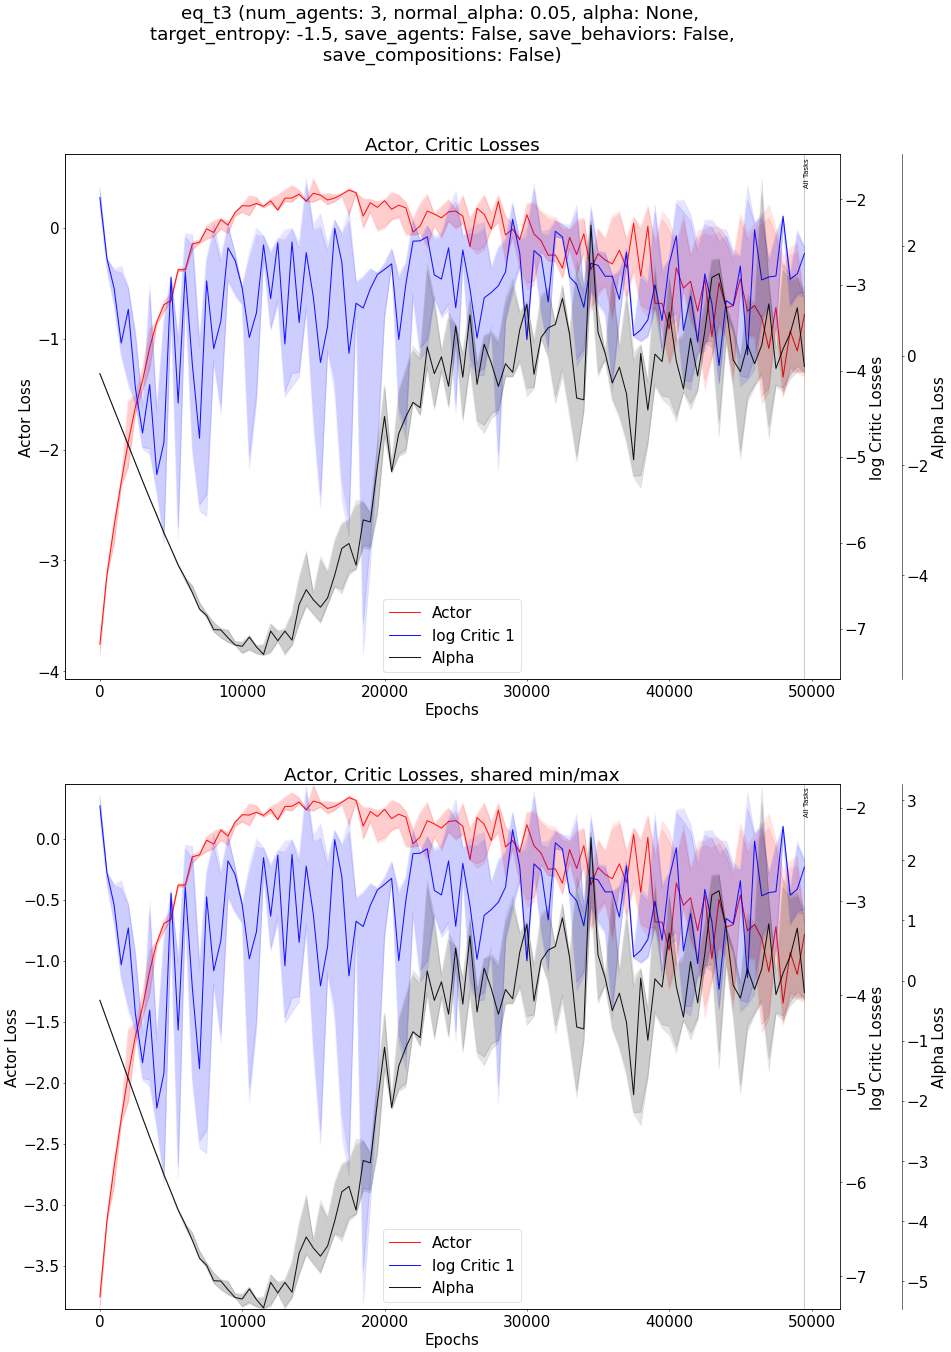 eq_t3 (num_agents: 3, normal_alpha: 0.05, alpha: None,
target_entropy: -1.5, save_agents: False, save_behaviors: False,
save_compositions: False)
Actor, Critic Losses
All Tasks
0
−1
−2
−3
−4
Actor Loss
−2
−3
−4
−5
−6
−7
log Critic Losses
2
0
−2
−4
Alpha Loss
Actor
log Critic 1
Alpha
0 10000 20000 30000 40000 50000
Epochs
Actor, Critic Losses, shared min/max
All Tasks
0.0
−0.5
−1.0
−1.5
−2.0
−2.5
−3.0
−3.5
Actor Loss
−2
−3
−4
−5
−6
−7
log Critic Losses
3
2
1
0
−1
−2
−3
−4
−5
Alpha Loss
Actor
log Critic 1
Alpha
0 10000 20000 30000 40000 50000
Epochs